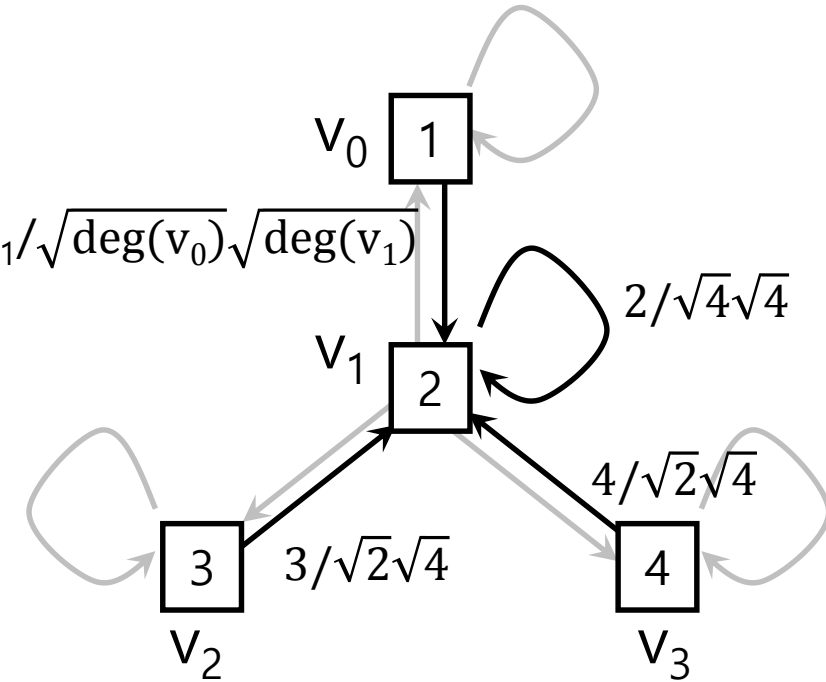 v₀ 1
1/√deg(v₀)√deg(v₁)
2/√4√4
v₁ 2
4/√2√4
3 3/√2√4 4
v₂ v₃